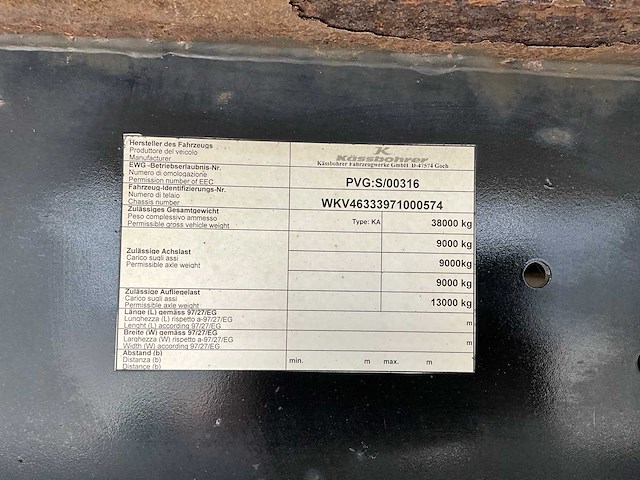 Hersteller des Fahrzeugs
Produttore del veicolo
Manufacturer
K
Kässbohrer
Kässbohrer Fahrzeugwerke GmbH D-47574 Goch
EWG-Betriebserlaubnis-Nr.
Numero di omologazione
Permission number of EEC
PVG:S/00316
Fahrzeug-Identifizierungs-Nr.
Numero di telaio
Chassis number
WKV46333971000574
Zulässiges Gesamtgewicht
Peso complessivo ammesso
Permissible gross vehicle weight
Type: KA 38000 kg
Zulässige Achslast
Carico sugli assi
Permissible axle weight
9000 kg
9000kg
9000 kg
Zulässige Aufliegelast
Carico sugli assi
Permissible axle weight
13000 kg
Länge (L) gemäss 97/27/EG
Lunghezza (L) rispetto a-97/27/EG
Lenght (L) according 97/27/EG
m
Breite (W) gemäss 97/27/EG
Larghezza (W) rispetto a-97/27/EG
Width (W) according 97/27/EG
m
Abstand (b)
Distanza (b)
Distance (b)
min. m max. m